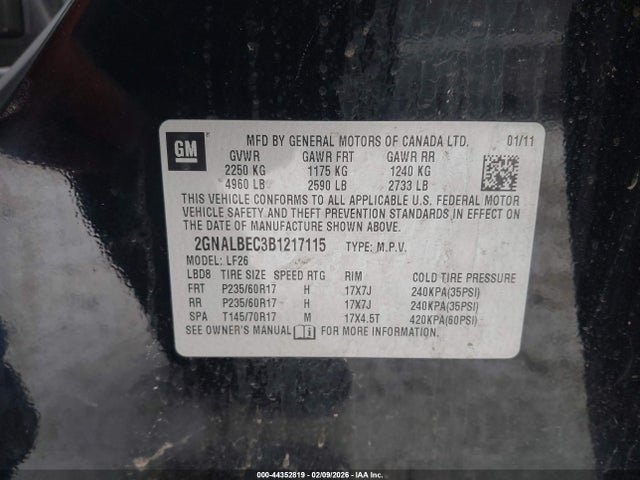 GM
MFD BY GENERAL MOTORS OF CANADA LTD. 01/11
GVWR GAWR FRT GAWR RR
2250 KG 1175 KG 1240 KG
4960 LB 2590 LB 2733 LB
THIS VEHICLE CONFORMS TO ALL APPLICABLE U.S. FEDERAL MOTOR
VEHICLE SAFETY AND THEFT PREVENTION STANDARDS IN EFFECT ON
THE DATE OF MANUFACTURE SHOWN ABOVE.
2GNALBEC3B1217115 TYPE: M.P.V.
MODEL: LF26
LBD8 TIRE SIZE SPEED RTG RIM COLD TIRE PRESSURE
FRT P235/60R17 H 17X7J 240KPA(35PSI)
RR P235/60R17 H 17X7J 240KPA(35PSI)
SPA T145/70R17 M 17X4.5T 420KPA(60PSI)
SEE OWNER'S MANUAL FOR MORE INFORMATION.
000-44352819 - 02/09/2026 - www.iaai.com